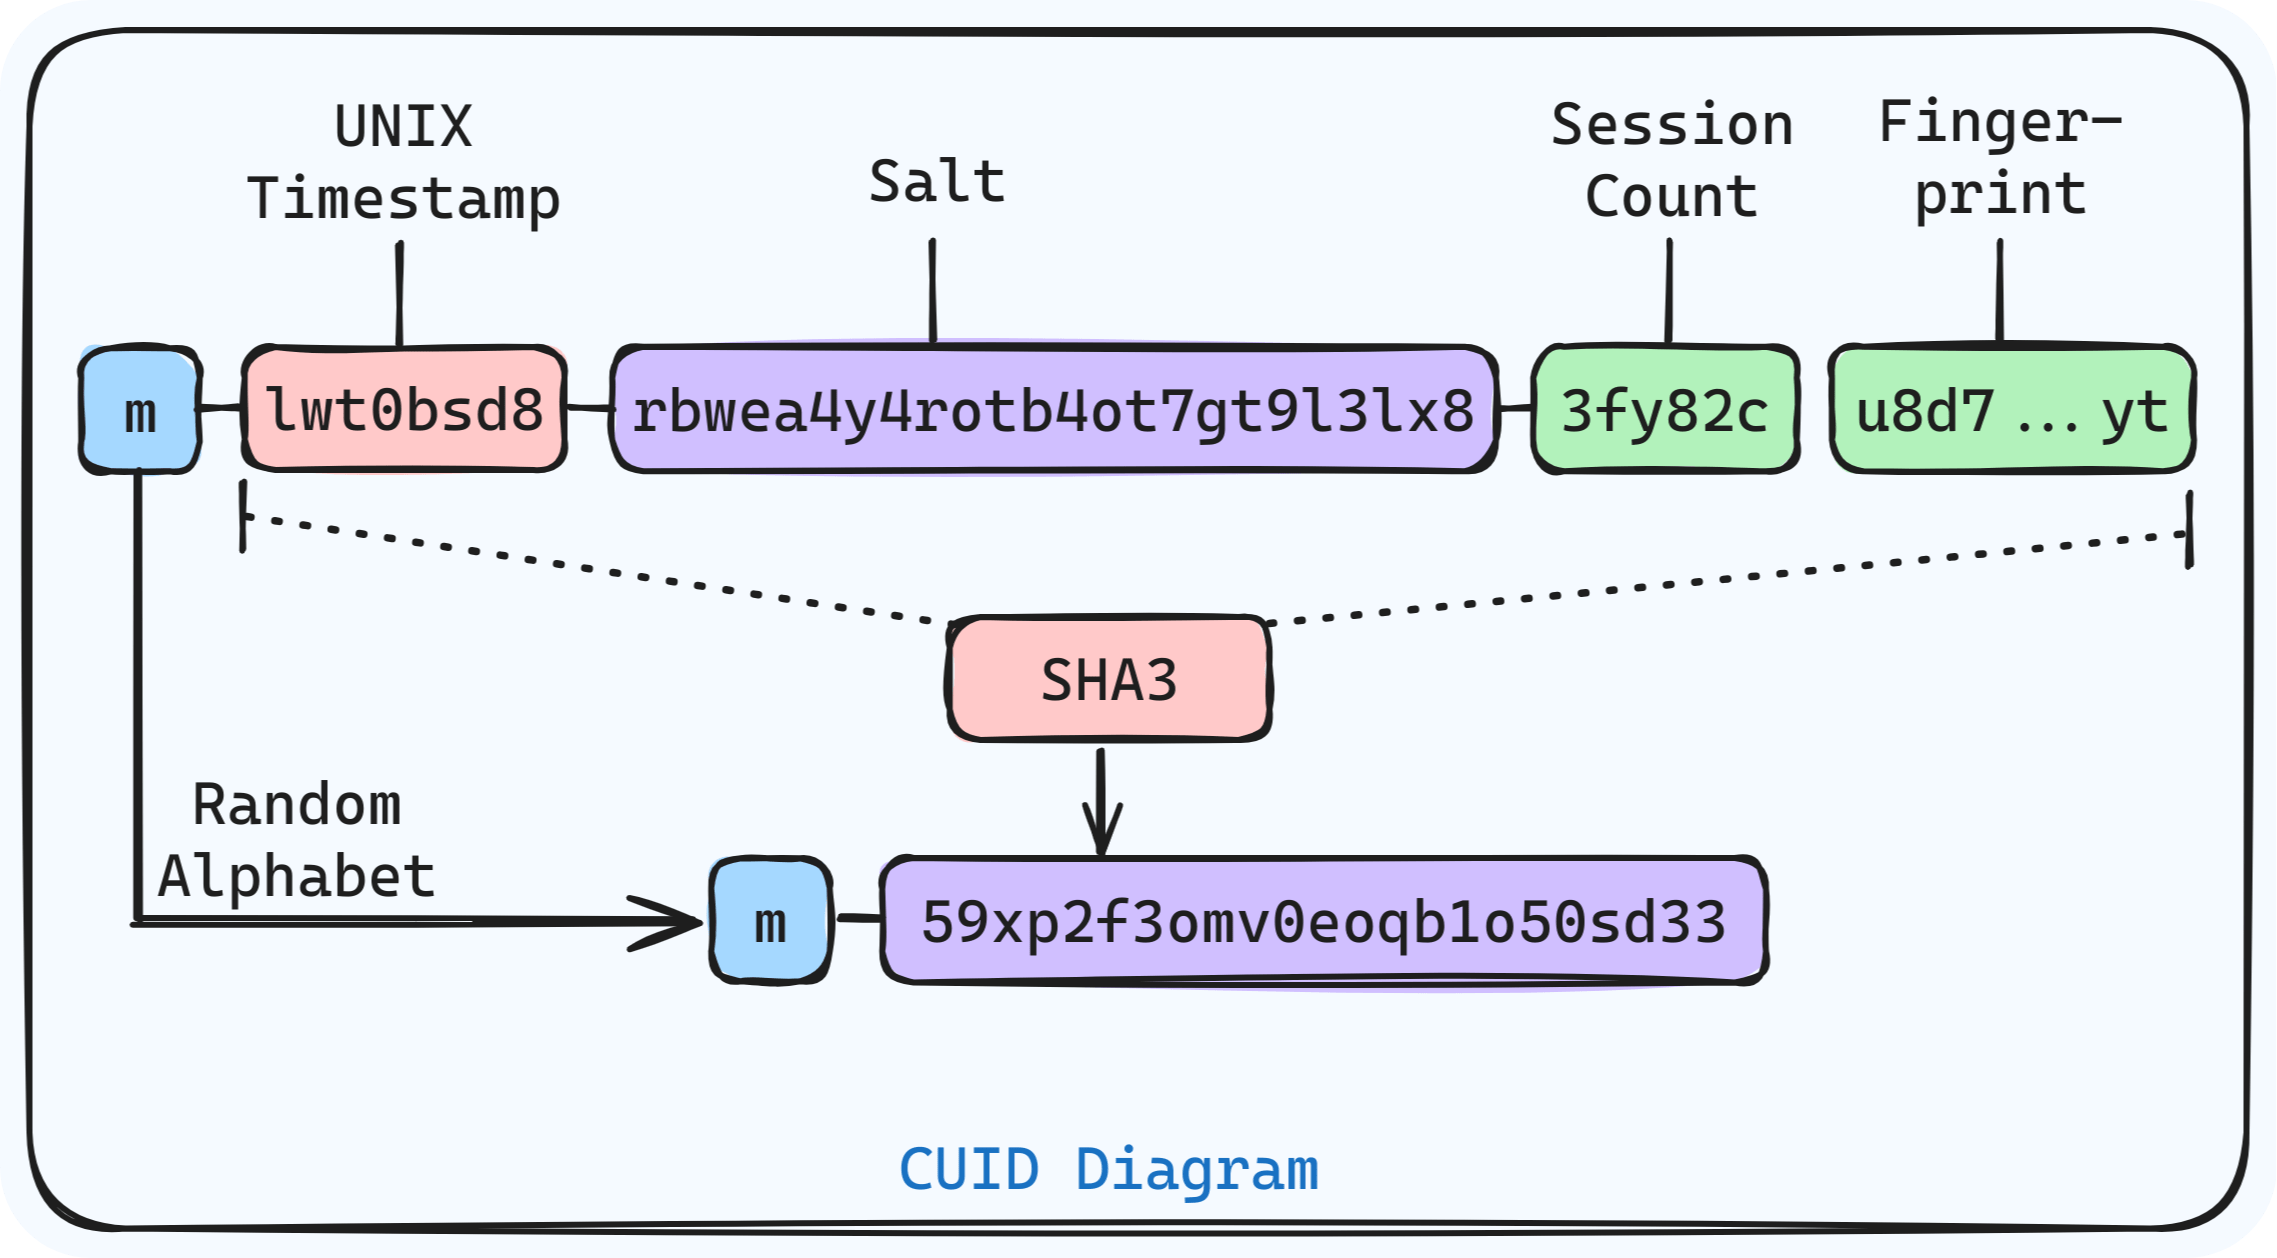 UNIX
Timestamp
Salt
Session
Count
Finger-
print
m
lwt0bsd8
rbwea4y4rotb4ot7gt9l3lx8
3fy82c
u8d7 ... yt
SHA3
Random
Alphabet
m
59xp2f3omv0eoqb1o50sd33
CUID Diagram